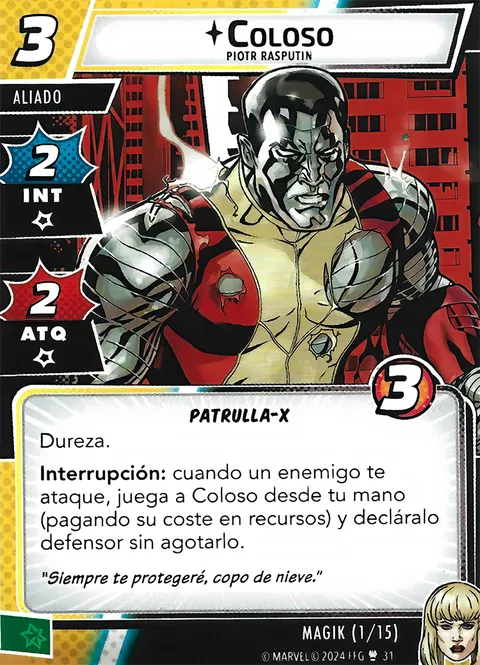 3
Coloso
PIOTR RASPUTIN
ALIADO
2
INT
2
ATQ
3
PATRULLA-X
Dureza.
Interrupción: cuando un enemigo te
ataque, juega a Coloso desde tu mano
(pagando su coste en recursos) y decláralo
defensor sin agotarlo.
"Siempre te protegeré, copo de nieve."
MAGIK (1/15)
© MARVEL © 2024 FFG 31